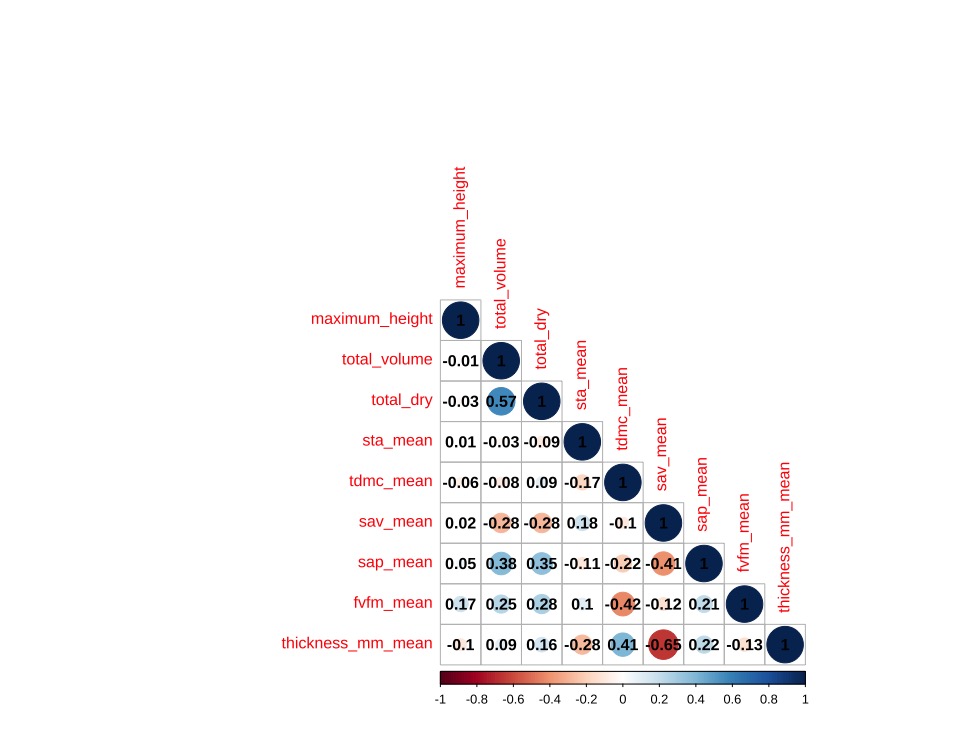 maximum_height
total_volume
total_dry
sta_mean
tdmc_mean
sav_mean
sap_mean
fvfm_mean
thickness_mm_mean
maximum_height 1
total_volume -0.01 1
total_dry -0.03 0.57 1
sta_mean 0.01 -0.03 -0.09 1
tdmc_mean -0.06 -0.08 0.09 -0.17 1
sav_mean 0.02 -0.28 -0.28 0.18 -0.1 1
sap_mean 0.05 0.38 0.35 -0.11 -0.22 -0.41 1
fvfm_mean 0.17 0.25 0.28 0.1 -0.42 -0.12 0.21 1
thickness_mm_mean -0.1 0.09 0.16 -0.28 0.41 -0.65 0.22 -0.13 1
-1 -0.8 -0.6 -0.4 -0.2 0 0.2 0.4 0.6 0.8 1